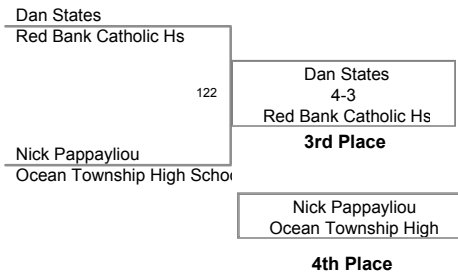 Dan States
Red Bank Catholic Hs
122
Dan States
4-3
Red Bank Catholic Hs
3rd Place
Nick Pappayliou
Ocean Township High Schoo
Nick Pappayliou
Ocean Township High
4th Place